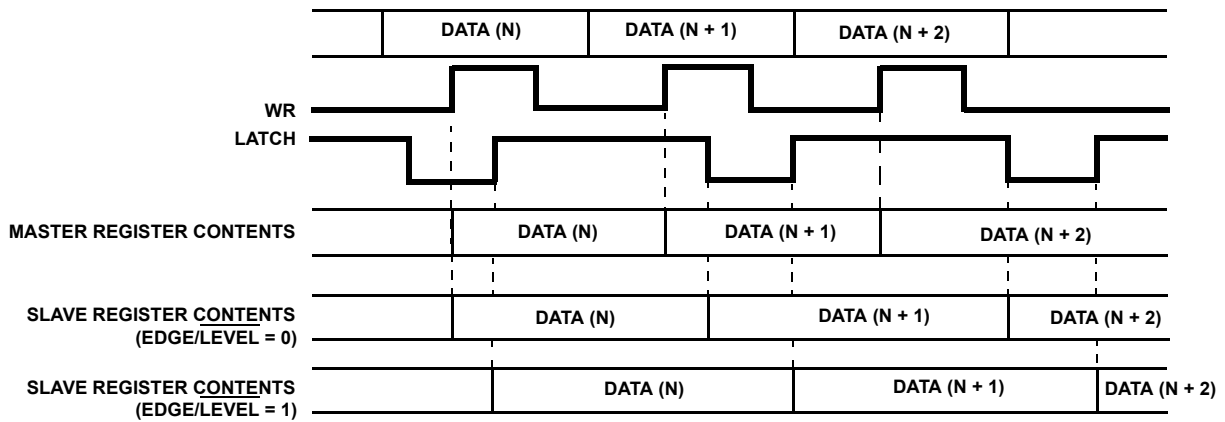 DATA (N) DATA (N + 1) DATA (N + 2)
WR
LATCH
MASTER REGISTER CONTENTS DATA (N) DATA (N + 1) DATA (N + 2)
SLAVE REGISTER CONTENTS
(EDGE/LEVEL = 0)
DATA (N) DATA (N + 1) DATA (N + 2)
SLAVE REGISTER CONTENTS
(EDGE/LEVEL = 1)
DATA (N) DATA (N + 1) DATA (N + 2)